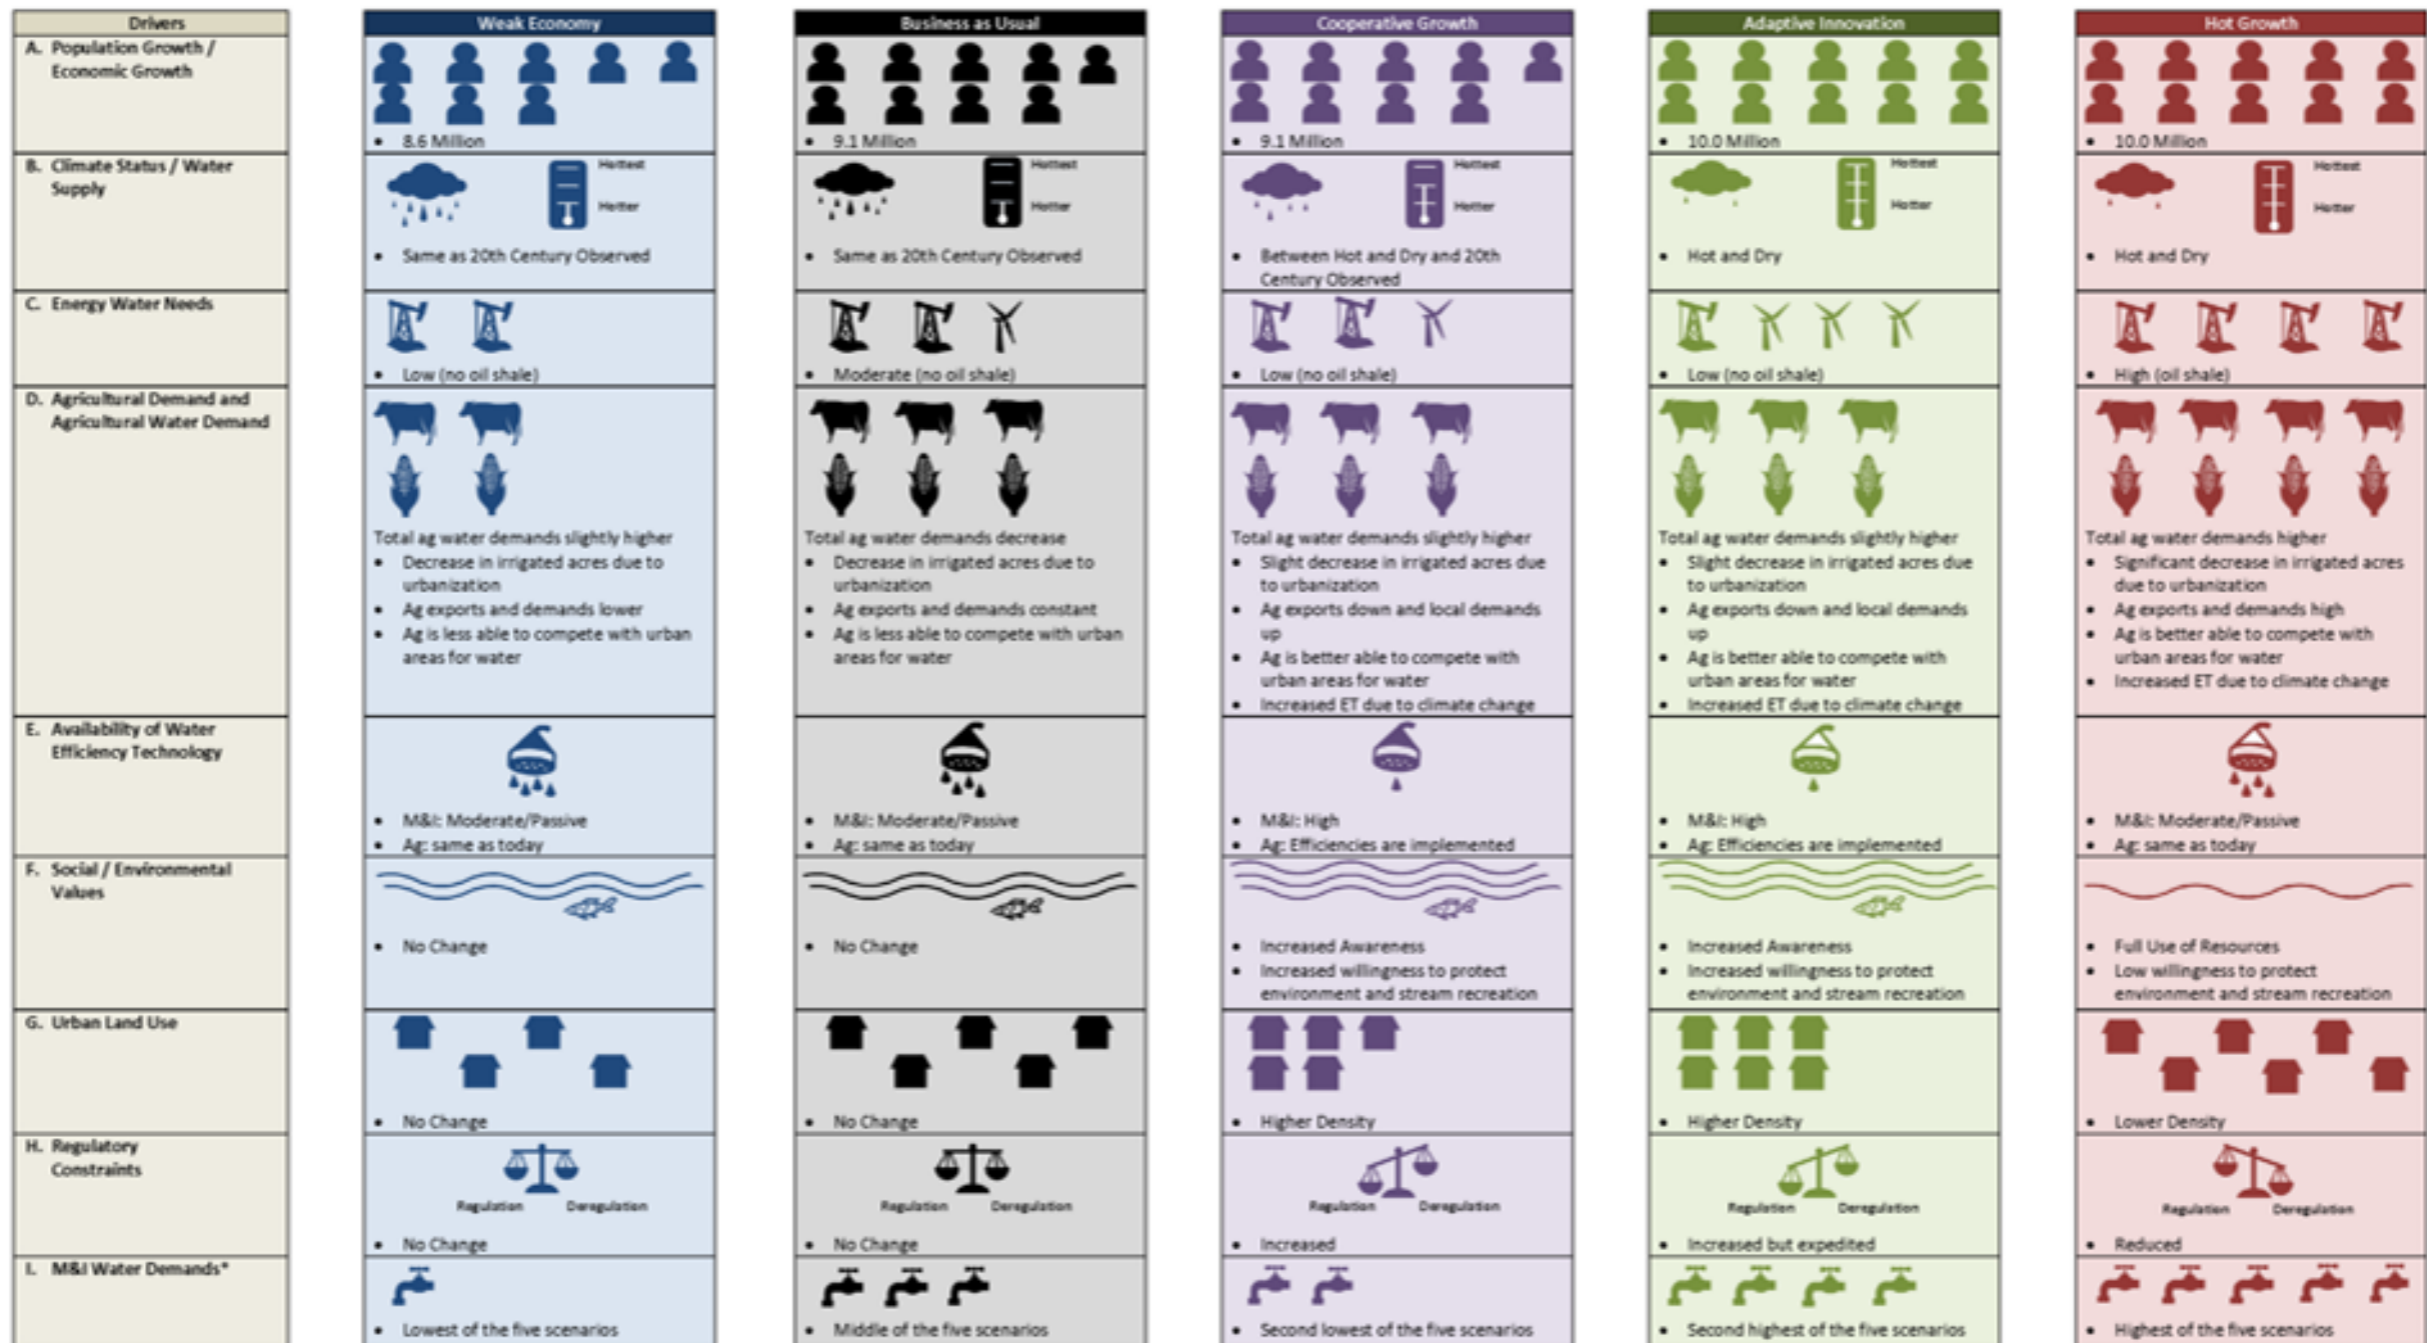 Drivers
Weak Economy
Business as Usual
Cooperative Growth
Adaptive Innovation
Hot Growth
A. Population Growth /
Economic Growth
• 8.6 Million
• 9.1 Million
• 9.1 Million
• 10.0 Million
• 10.0 Million
B. Climate Status / Water
Supply
Hottest
Hotter
• Same as 20th Century Observed
Hottest
Hotter
• Same as 20th Century Observed
Hottest
Hotter
• Between Hot and Dry and 20th
Century Observed
Hottest
Hotter
• Hot and Dry
Hottest
Hotter
• Hot and Dry
C. Energy Water Needs
• Low (no oil shale)
• Moderate (no oil shale)
• Low (no oil shale)
• Low (no oil shale)
• High (oil shale)
D. Agricultural Demand and
Agricultural Water Demand
Total ag water demands slightly higher
• Decrease in irrigated acres due to
urbanization
• Ag exports and demands lower
• Ag is less able to compete with urban
areas for water
Total ag water demands decrease
• Decrease in irrigated acres due to
urbanization
• Ag exports and demands constant
• Ag is less able to compete with urban
areas for water
Total ag water demands slightly higher
• Slight decrease in irrigated acres due
to urbanization
• Ag exports down and local demands
up
• Ag is better able to compete with
urban areas for water
• Increased ET due to climate change
Total ag water demands slightly higher
• Slight decrease in irrigated acres due
to urbanization
• Ag exports down and local demands
up
• Ag is better able to compete with
urban areas for water
• Increased ET due to climate change
Total ag water demands higher
• Significant decrease in irrigated acres
due to urbanization
• Ag exports and demands high
• Ag is better able to compete with
urban areas for water
• Increased ET due to climate change
E. Availability of Water
Efficiency Technology
• M&I: Moderate/Passive
• Ag: same as today
• M&I: Moderate/Passive
• Ag: same as today
• M&I: High
• Ag: Efficiencies are implemented
• M&I: High
• Ag: Efficiencies are implemented
• M&I: Moderate/Passive
• Ag: same as today
F. Social / Environmental
Values
• No Change
• No Change
• Increased Awareness
• Increased willingness to protect
environment and stream recreation
• Increased Awareness
• Increased willingness to protect
environment and stream recreation
• Full Use of Resources
• Low willingness to protect
environment and stream recreation
G. Urban Land Use
• No Change
• No Change
• Higher Density
• Higher Density
• Lower Density
H. Regulatory
Constraints
Regulation Deregulation
• No Change
Regulation Deregulation
• No Change
Regulation Deregulation
• Increased
Regulation Deregulation
• Increased but expedited
Regulation Deregulation
• Reduced
I. M&I Water Demands*
• Lowest of the five scenarios
• Middle of the five scenarios
• Second lowest of the five scenarios
• Second highest of the five scenarios
• Highest of the five scenarios